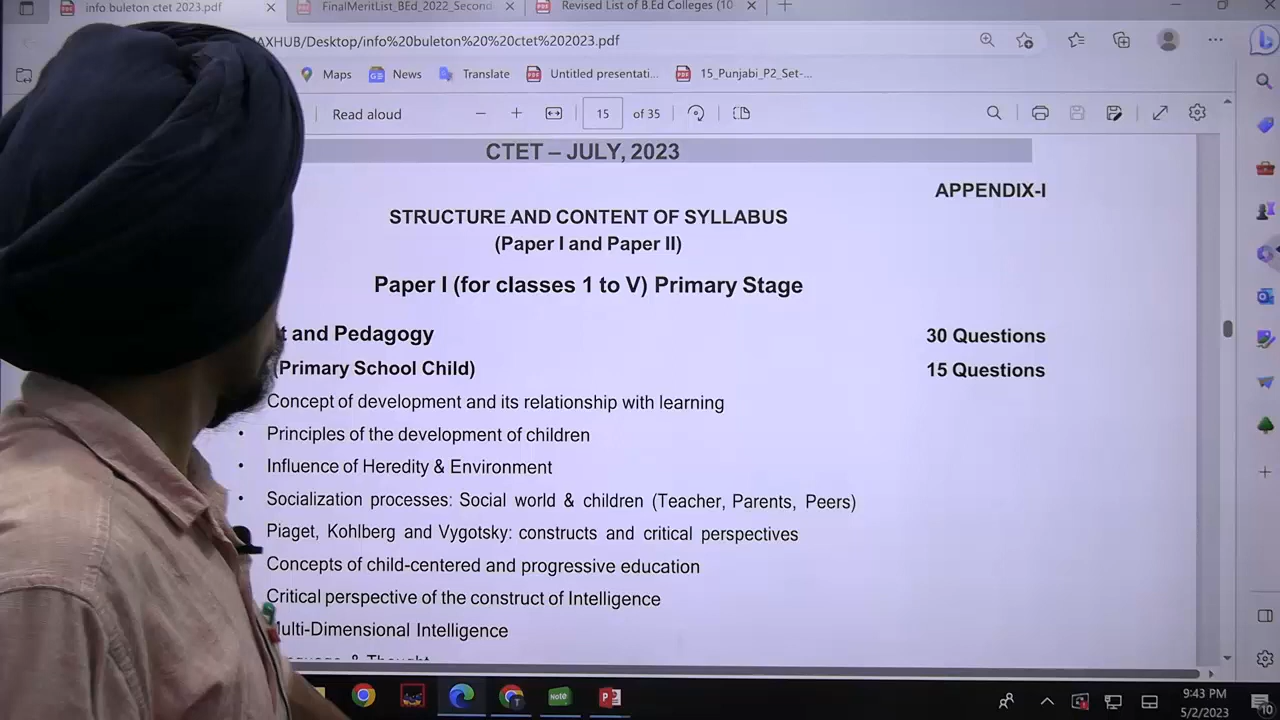 info buleton ctet 2023.pdf
FinalMeritList_BEd_2022_Second
Revised List of B.Ed Colleges (10
AXHUB/Desktop/info%20buleton%20%20ctet%202023.pdf
Maps
News
Translate
Untitled presentati...
15_Punjabi_P2_Set-...
Read aloud
15
of 35
CTET – JULY, 2023
APPENDIX-I
STRUCTURE AND CONTENT OF SYLLABUS
(Paper I and Paper II)
Paper I (for classes 1 to V) Primary Stage
t and Pedagogy 30 Questions
(Primary School Child) 15 Questions
Concept of development and its relationship with learning
• Principles of the development of children
• Influence of Heredity & Environment
• Socialization processes: Social world & children (Teacher, Parents, Peers)
Piaget, Kohlberg and Vygotsky: constructs and critical perspectives
Concepts of child-centered and progressive education
Critical perspective of the construct of Intelligence
Multi-Dimensional Intelligence
& Thought
Note
9:43 PM
5/2/2023
10